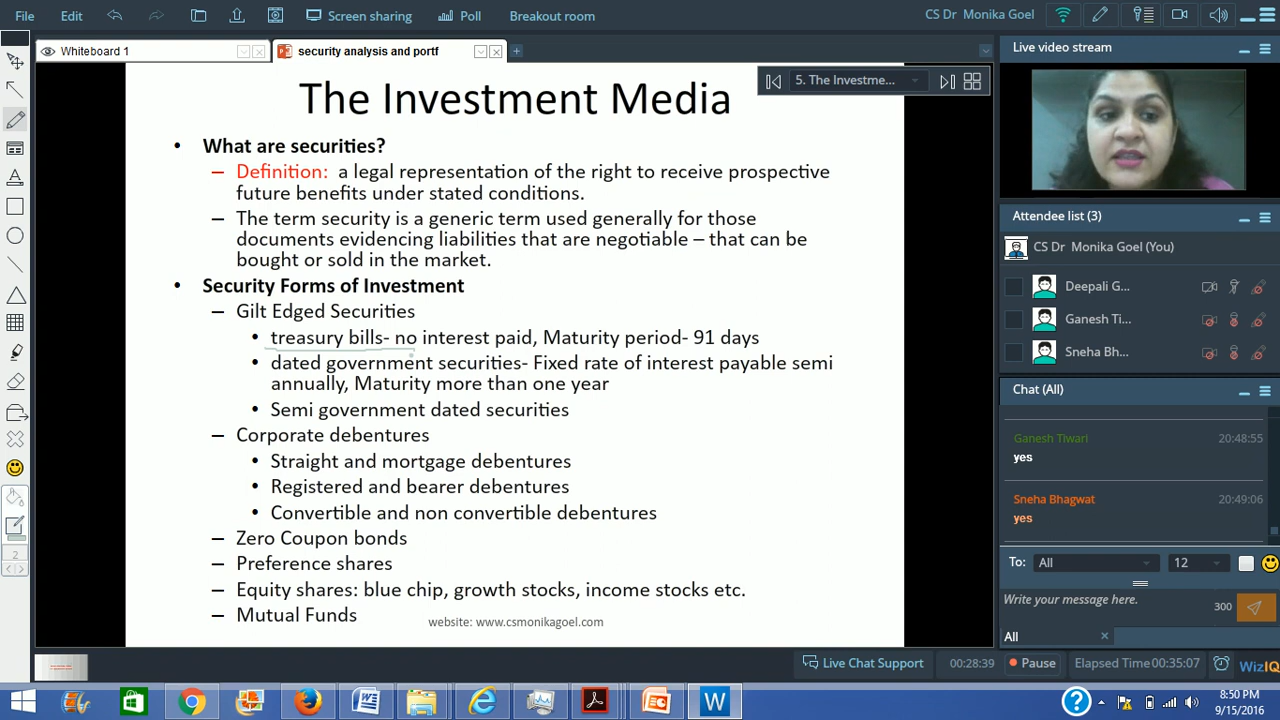 File Edit Screen sharing Poll Breakout room CS Dr Monika Goel
Whiteboard 1 security analysis and portf
5. The Investme...
The Investment Media
• What are securities?
– Definition: a legal representation of the right to receive prospective
future benefits under stated conditions.
– The term security is a generic term used generally for those
documents evidencing liabilities that are negotiable – that can be
bought or sold in the market.
• Security Forms of Investment
– Gilt Edged Securities
• treasury bills- no interest paid, Maturity period- 91 days
• dated government securities- Fixed rate of interest payable semi
annually, Maturity more than one year
• Semi government dated securities
– Corporate debentures
• Straight and mortgage debentures
• Registered and bearer debentures
• Convertible and non convertible debentures
– Zero Coupon bonds
– Preference shares
– Equity shares: blue chip, growth stocks, income stocks etc.
– Mutual Funds
website: www.csmonikagoel.com
Live video stream
Attendee list (3)
CS Dr Monika Goel (You)
Deepali G...
Ganesh Ti...
Sneha Bh...
Chat (All)
Ganesh Tiwari 20:48:55
yes
Sneha Bhagwat 20:49:06
yes
To: All 12
Write your message here. 300
All
2
Live Chat Support 00:28:39 Pause Elapsed Time 00:35:07 WizIQ
8:50 PM
9/15/2016